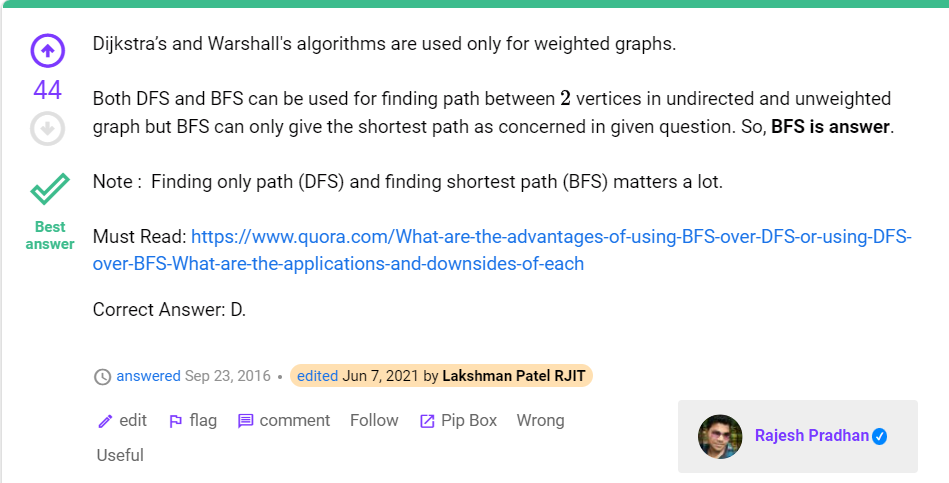 Dijkstra’s and Warshall's algorithms are used only for weighted graphs.
44
Both DFS and BFS can be used for finding path between 2 vertices in undirected and unweighted
graph but BFS can only give the shortest path as concerned in given question. So, BFS is answer.
Note : Finding only path (DFS) and finding shortest path (BFS) matters a lot.
Best
answer
Must Read: https://www.quora.com/What-are-the-advantages-of-using-BFS-over-DFS-or-using-DFS-
over-BFS-What-are-the-applications-and-downsides-of-each
Correct Answer: D.
answered Sep 23, 2016 • edited Jun 7, 2021 by Lakshman Patel RJIT
edit flag comment Follow Pip Box Wrong
Useful
Rajesh Pradhan